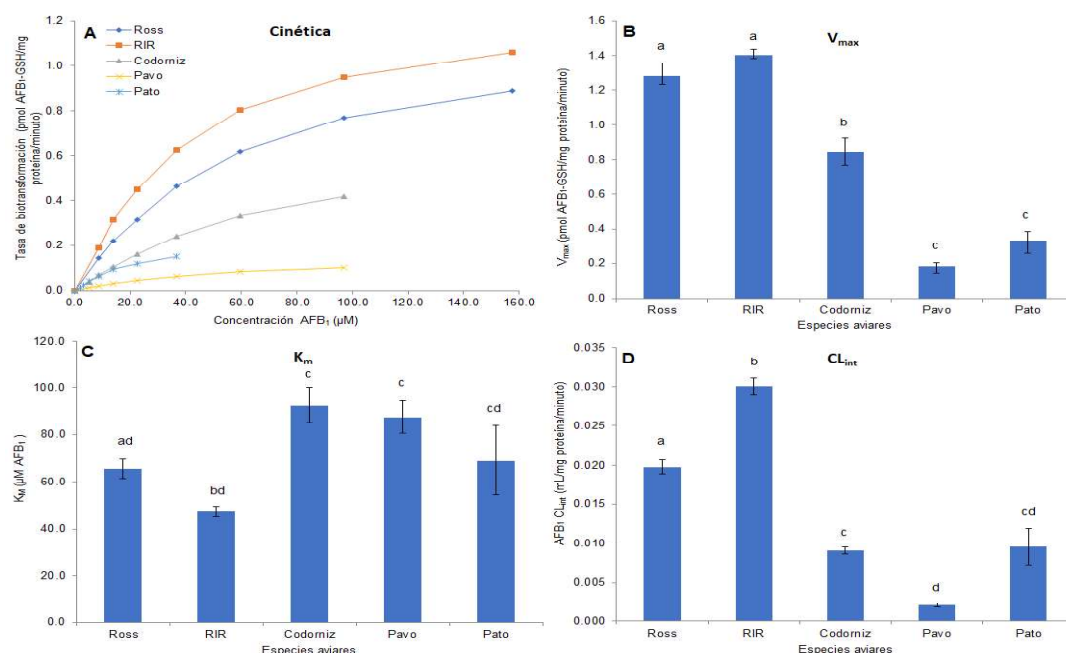 A
Cinética
Ross
RIR
Codorniz
Pavo
Pato
Tasa de biotransformación (pmol AFB₁-GSH/mg
proteína/minuto)
1.2
1.0
0.8
0.6
0.4
0.2
0.0
0.0 20.0 40.0 60.0 80.0 100.0 120.0 140.0 160.0
Concentración AFB₁ (µM)
B
Vmax
Vmax (pmol AFB₁-GSH/mg proteína/minuto)
1.6
1.4
1.2
1.0
0.8
0.6
0.4
0.2
0.0
a a b c c
Ross RIR Codorniz Pavo Pato
Especies aviares
C
Km
KM (µM AFB₁)
120.0
100.0
80.0
60.0
40.0
20.0
0.0
ad bd c c cd
Ross RIR Codorniz Pavo Pato
Especies aviares
D
CLint
AFB₁ CLint (mL/mg proteína/minuto)
0.035
0.030
0.025
0.020
0.015
0.010
0.005
0.000
a b c d cd
Ross RIR Codorniz Pavo Pato
Especies aviares